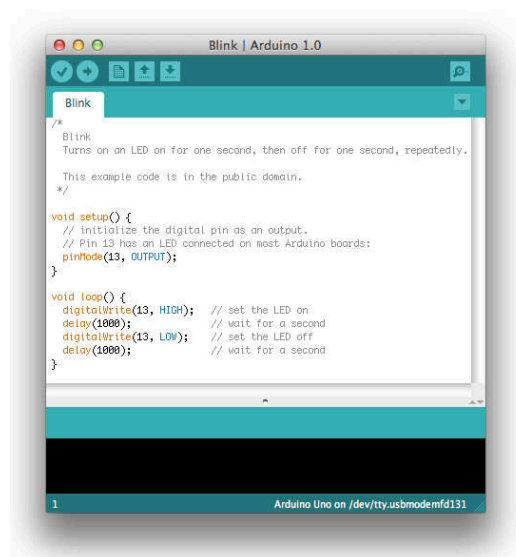 Blink | Arduino 1.0
Blink
/*
  Blink
  Turns on an LED on for one second, then off for one second, repeatedly.

  This example code is in the public domain.
 */

void setup() {
  // initialize the digital pin as an output.
  // Pin 13 has an LED connected on most Arduino boards:
  pinMode(13, OUTPUT);
}

void loop() {
  digitalWrite(13, HIGH);   // set the LED on
  delay(1000);              // wait for a second
  digitalWrite(13, LOW);    // set the LED off
  delay(1000);              // wait for a second
}
1
Arduino Uno on /dev/tty.usbmodemfd131